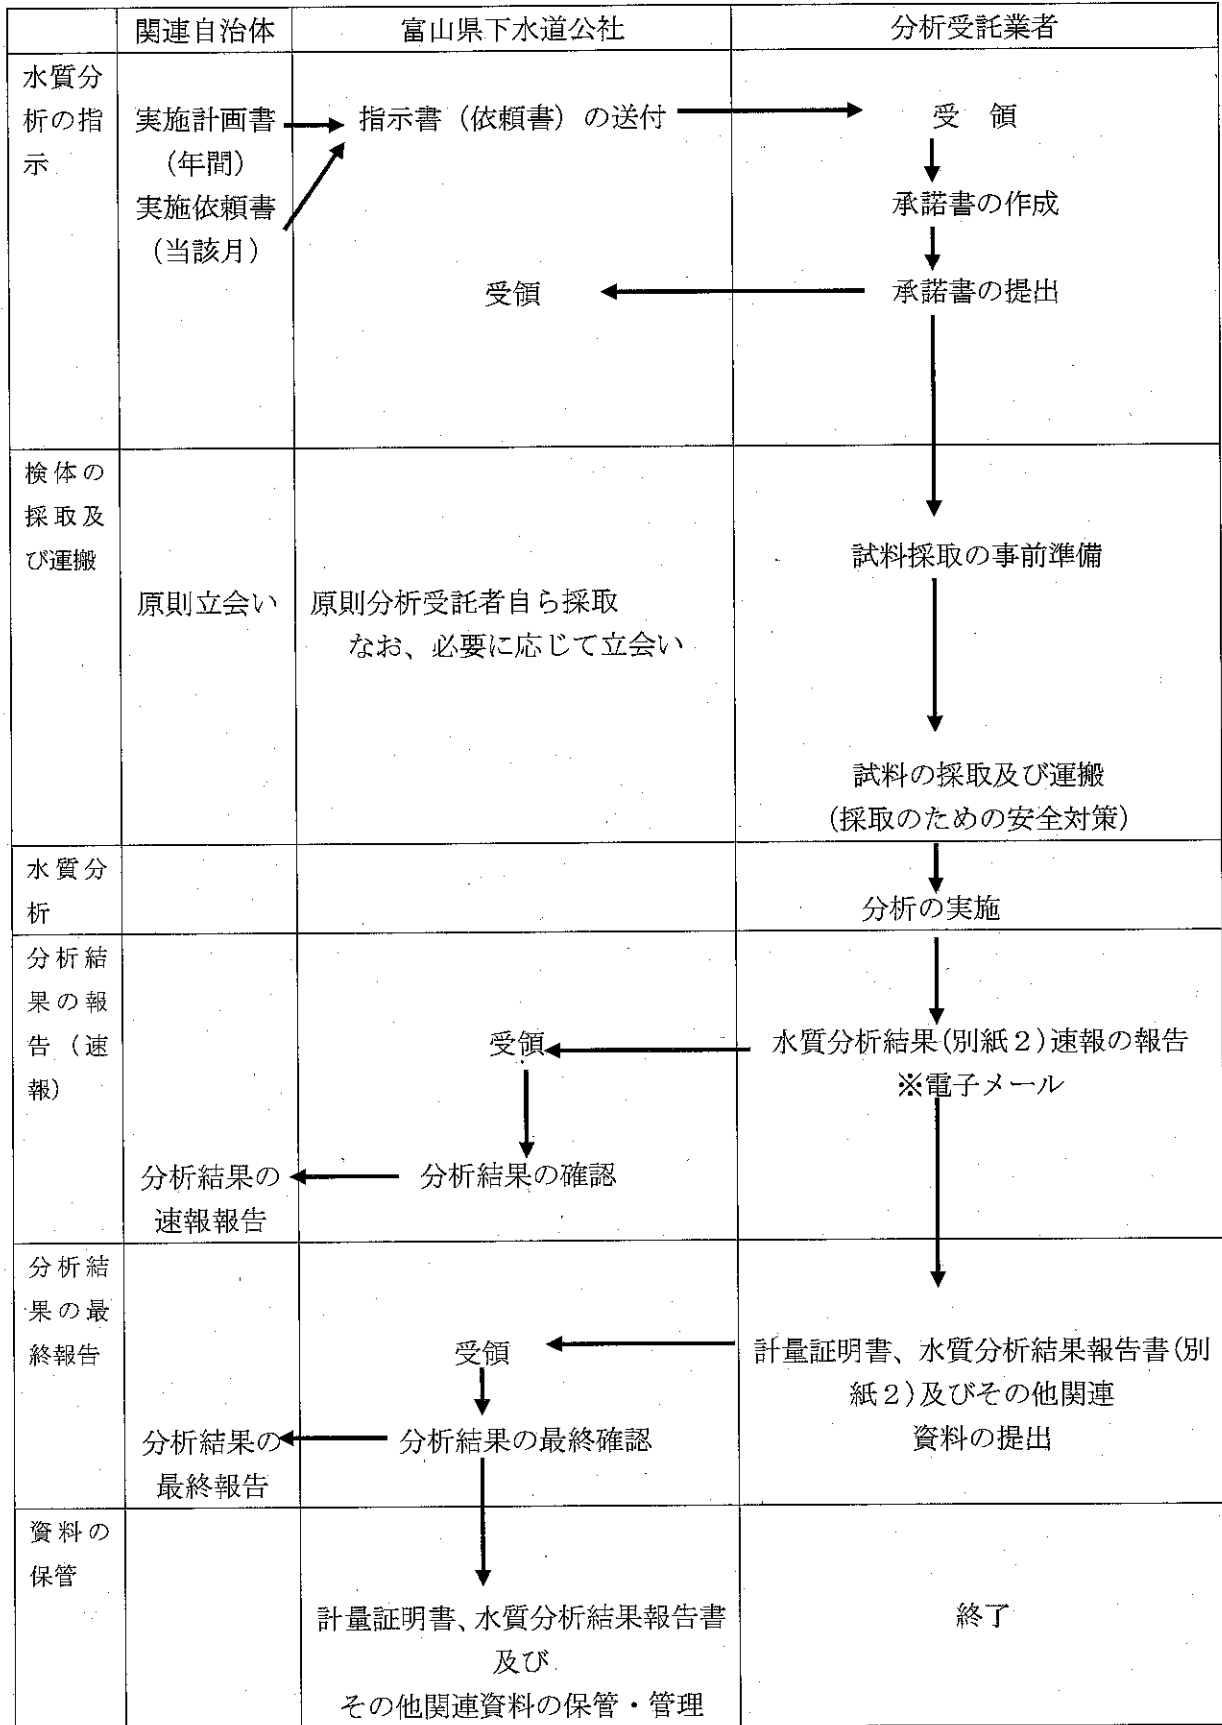 関連自治体
富山県下水道公社
分析受託業者
水質分
析の指
示
実施計画書
(年間)
実施依頼書
(当該月)
指示書(依頼書)の送付
受領
受　領
承諾書の作成
承諾書の提出
検体の
採取及
び運搬
原則立会い
原則分析受託者自ら採取
なお、必要に応じて立会い
試料採取の事前準備
試料の採取及び運搬
(採取のための安全対策)
水質分
析
分析の実施
分析結
果の報
告(速
報)
分析結果の
速報報告
受領
分析結果の確認
水質分析結果(別紙2)速報の報告
※電子メール
分析結
果の最
終報告
分析結果の
最終報告
受領
分析結果の最終確認
計量証明書、水質分析結果報告書(別
紙2)及びその他関連
資料の提出
資料の
保管
計量証明書、水質分析結果報告書
及び
その他関連資料の保管・管理
終了